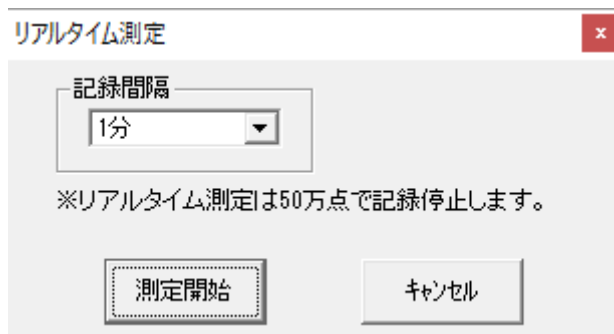 リアルタイム測定
記録間隔
1分
※リアルタイム測定は50万点で記録停止します。
測定開始
キャンセル